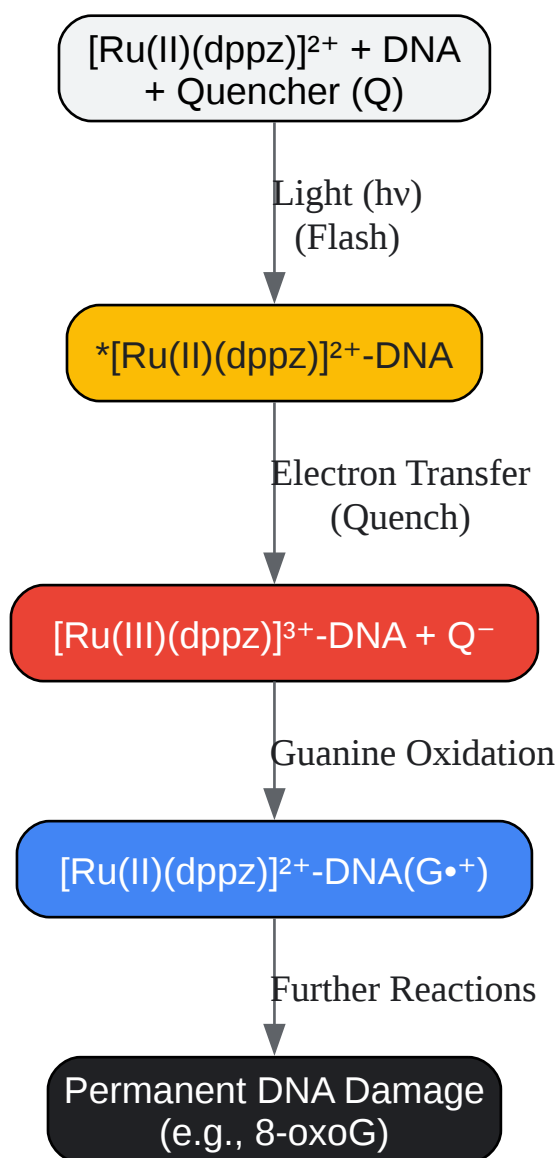 [Ru(II)(dppz)]²⁺ + DNA
+ Quencher (Q)
Light (hν)
(Flash)
*[Ru(II)(dppz)]²⁺-DNA
Electron Transfer
(Quench)
[Ru(III)(dppz)]³⁺-DNA + Q⁻
Guanine Oxidation
[Ru(II)(dppz)]²⁺-DNA(G•⁺)
Further Reactions
Permanent DNA Damage
(e.g., 8-oxoG)